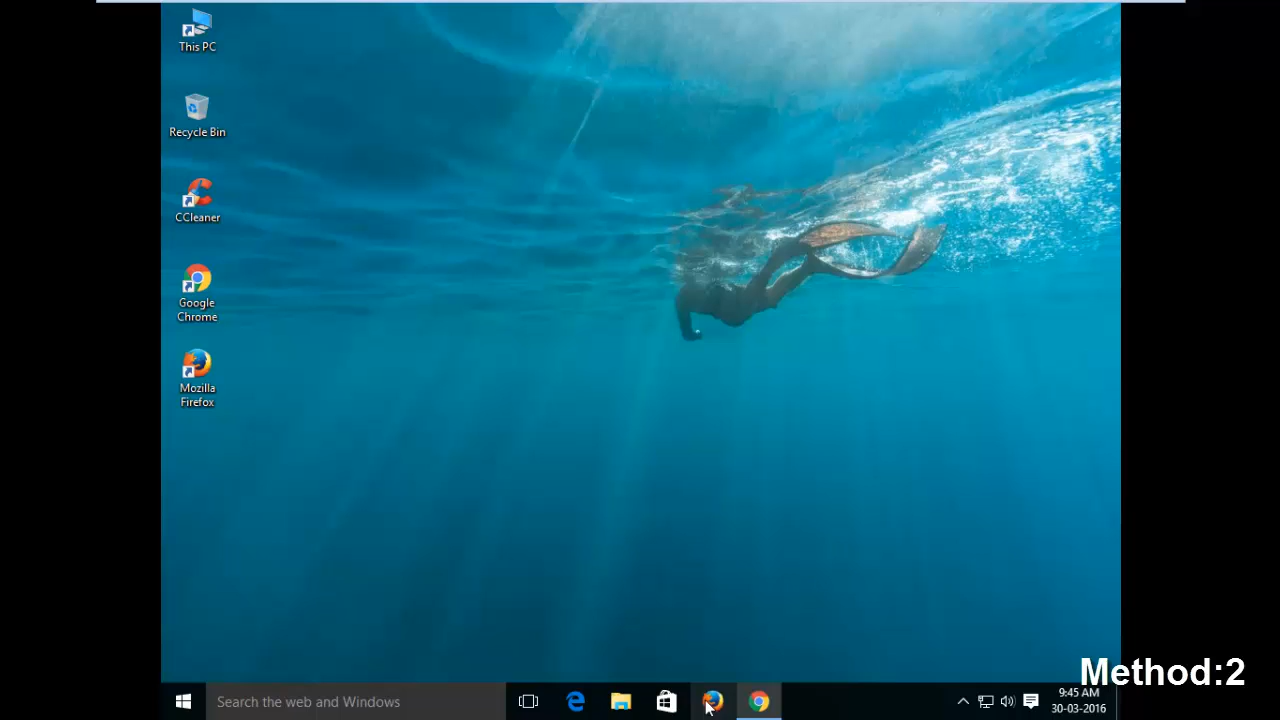 This PC
Recycle Bin
CCleaner
Google
Chrome
Mozilla
Firefox
Method:2
Search the web and Windows
9:45 AM
30-03-2016